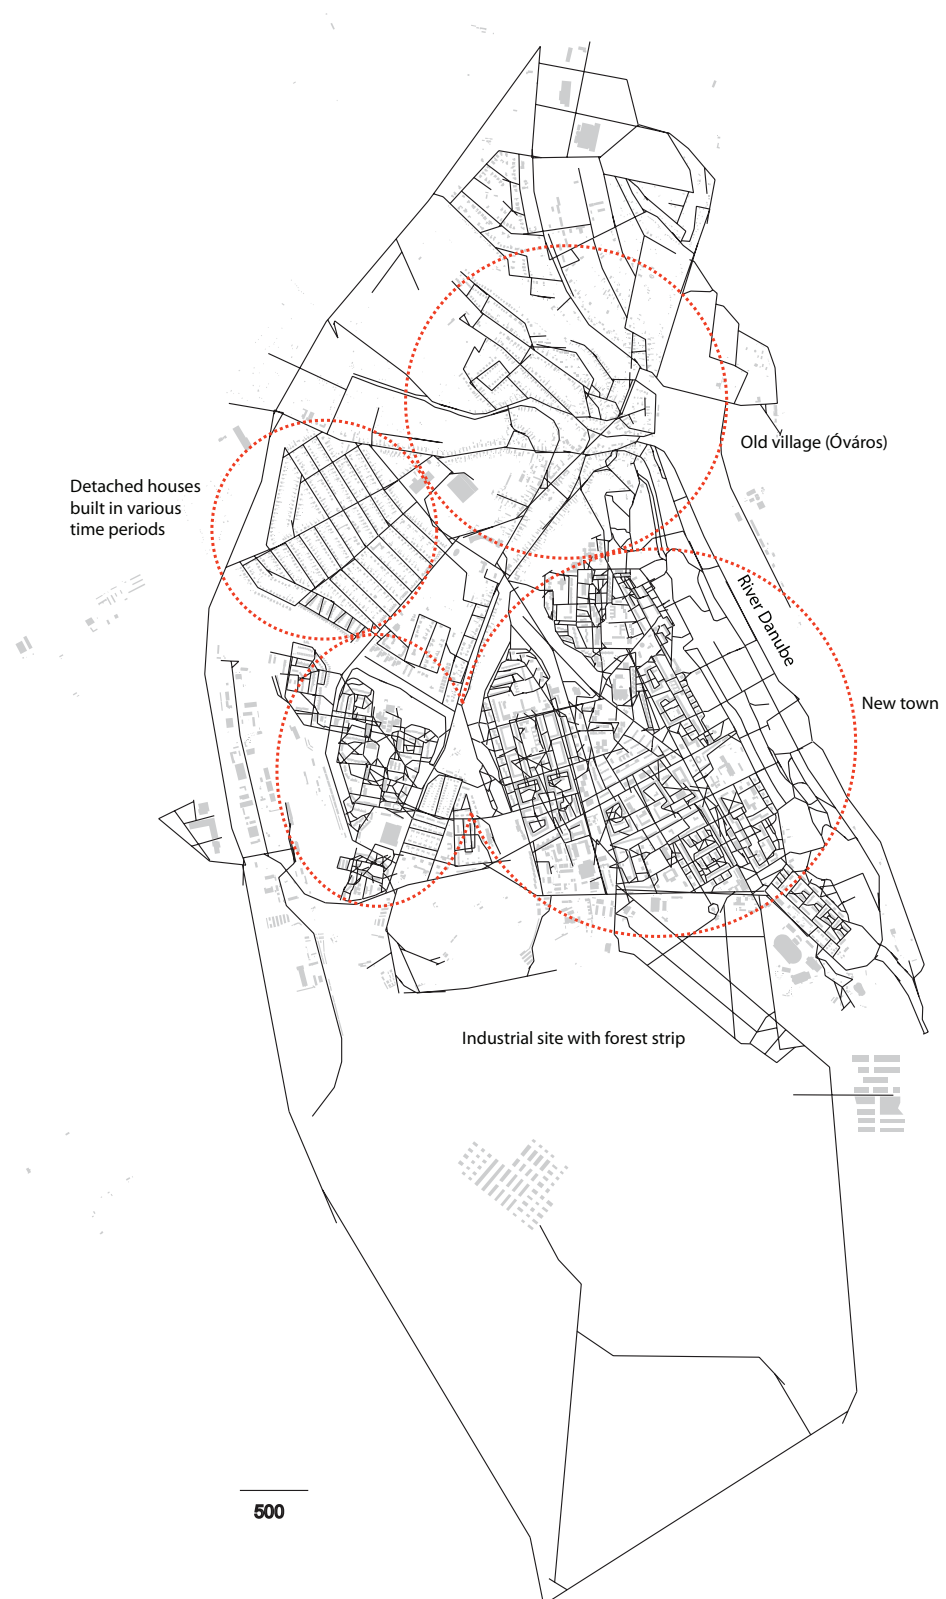 Old village (Óváros)
Detached houses
built in various
time periods
River Danube
New town
Industrial site with forest strip
500